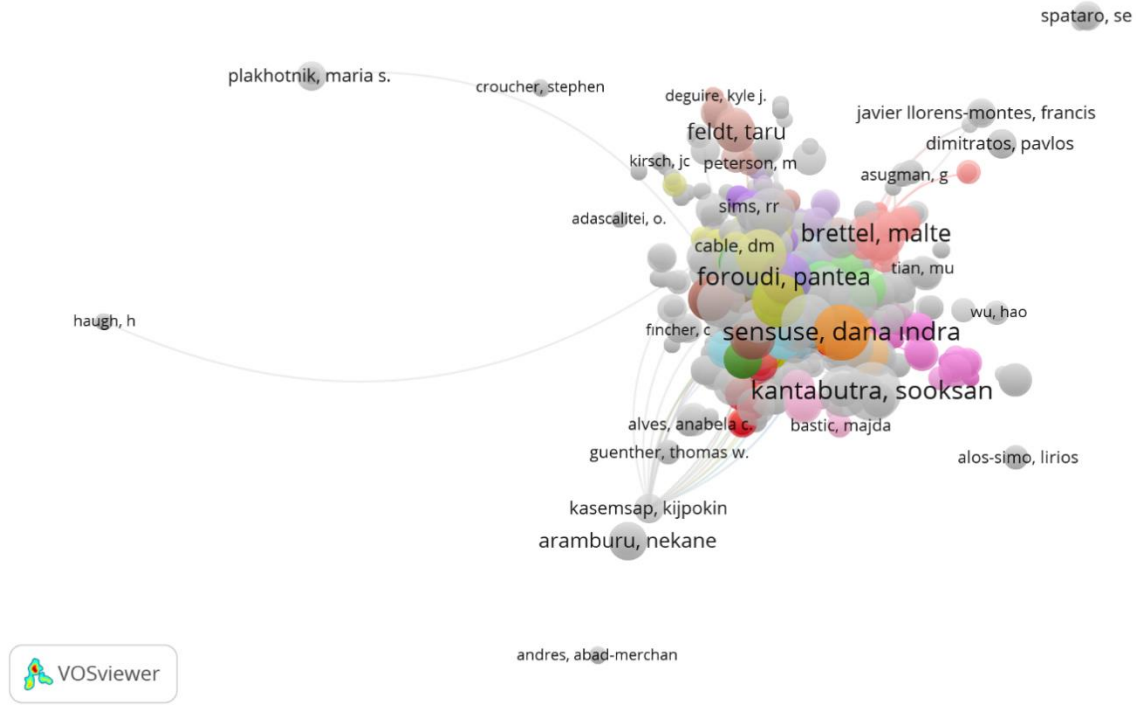 spataro, se
plakhotnik, maria s.
croucher, stephen
deguire, kyle j.
javier llorens-montes, francis
feldt, taru
dimitratos, pavlos
kirsch, jc
peterson, m
asugman, g
sims, rr
adascalitei, o.
brettel, malte
cable, dm
tian, mu
foroudi, pantea
wu, hao
haugh, h
fincher, c
sensuse, dana indra
kantabutra, sooksan
alves, anabela c.
bastic, majda
guenther, thomas w.
alos-simo, lirios
kasemsap, kijpokin
aramburu, nekane
andres, abad-merchan
VOSviewer